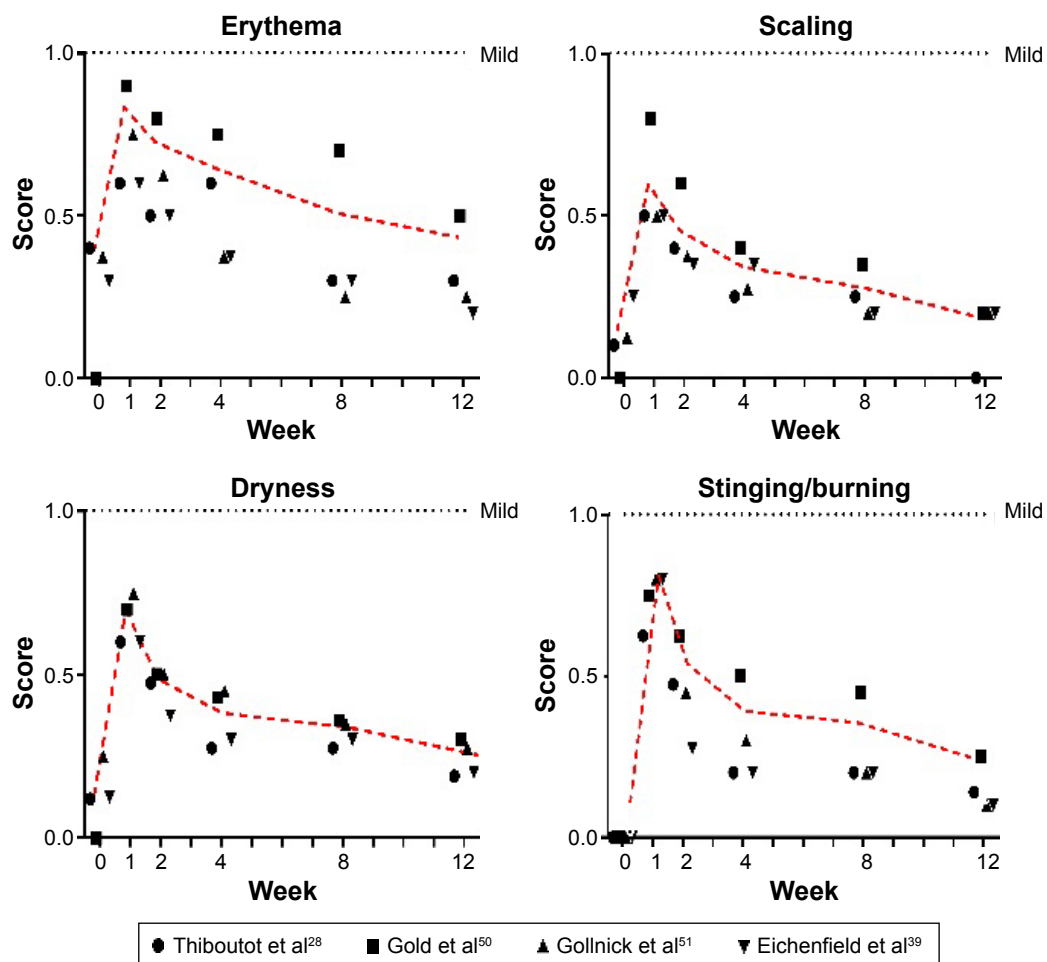 Erythema
1.0
Mild
0.5
0.0
Score
0 1 2 4 8 12
Week
Scaling
1.0
Mild
0.5
0.0
Score
0 1 2 4 8 12
Week
Dryness
1.0
Mild
0.5
0.0
Score
0 1 2 4 8 12
Week
Stinging/burning
1.0
Mild
0.5
0.0
Score
0 1 2 4 8 12
Week
Thiboutot et al28 Gold et al50 Gollnick et al51 Eichenfield et al39